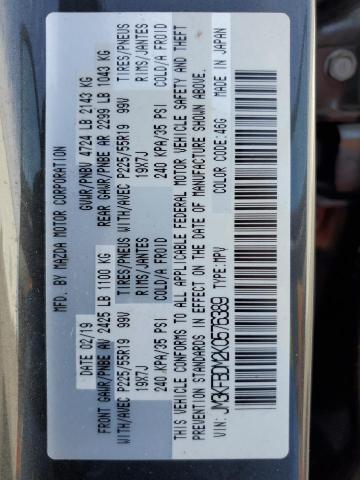 MFD. BY MAZDA MOTOR CORPORATION
DATE 02/19 GVWR/PNBV 4724 LB 2143 KG
FRONT GAWR/PNBE AV 2425 LB 1100 KG REAR GAWR/PNBE AR 2299 LB 1043 KG
TIRES/PNEUS RIMS/JANTES COLD/A FROID TIRES/PNEUS RIMS/JANTES COLD/A FROID
WITH/AVEC P225/55R19 99V 19X7J 240 KPA/35 PSI WITH/AVEC P225/55R19 99V 19X7J 240 KPA/35 PSI
THIS VEHICLE CONFORMS TO ALL APPLICABLE FEDERAL MOTOR VEHICLE SAFETY AND THEFT
PREVENTION STANDARDS IN EFFECT ON THE DATE OF MANUFACTURE SHOWN ABOVE.
VIN: JM3KFBDM2K0576389 TYPE:MPV COLOR CODE:46G MADE IN JAPAN